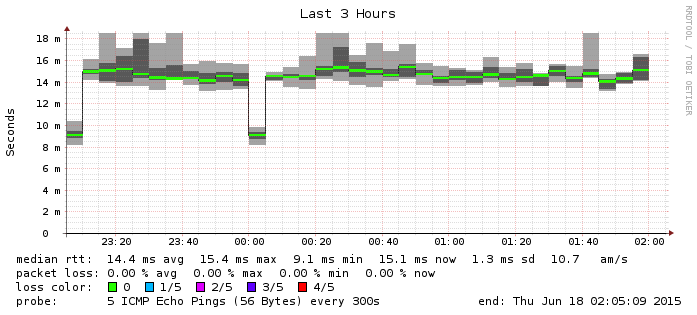 Last 3 Hours
RRDTOOL / TOBI OETIKER
Seconds
18 m
16 m
14 m
12 m
10 m
8 m
6 m
4 m
2 m
0
23:20 23:40 00:00 00:20 00:40 01:00 01:20 01:40 02:00
median rtt: 14.4 ms avg 15.4 ms max 9.1 ms min 15.1 ms now 1.3 ms sd 10.7 am/s
packet loss: 0.00 % avg 0.00 % max 0.00 % min 0.00 % now
loss color: 0 1/5 2/5 3/5 4/5
probe: 5 ICMP Echo Pings (56 Bytes) every 300s end: Thu Jun 18 02:05:09 2015